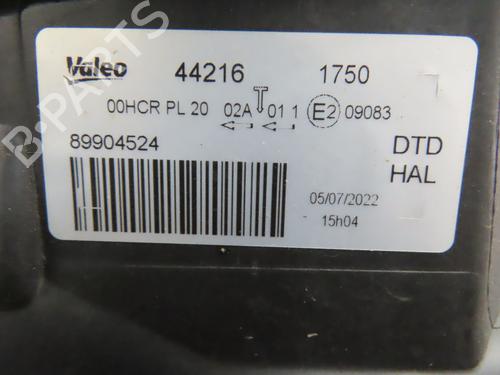 B-PARTS
Valeo 44216 1750
00HCR PL 20 02A 01 1 E2 09083
89904524 DTD
HAL
05/07/2022
15h04